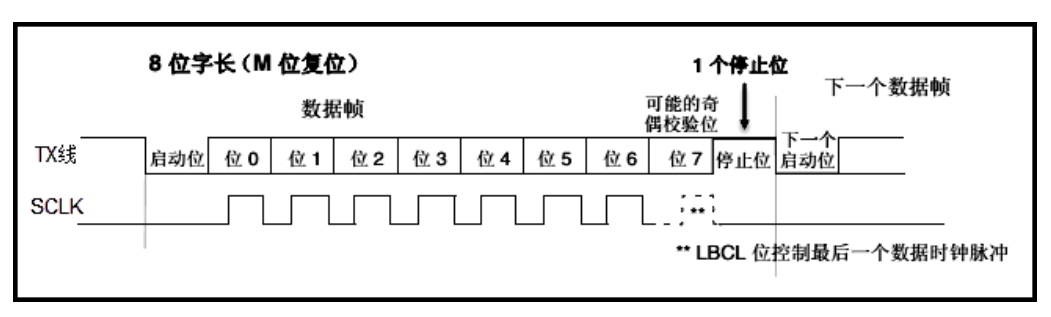 8 位字长（M 位复位）
1 个停止位
下一个数据帧
数据帧
可能的奇
偶校验位
TX线
启动位 位 0 位 1 位 2 位 3 位 4 位 5 位 6 位 7 停止位 下一个
启动位
SCLK
**
** LBCL 位控制最后一个数据时钟脉冲